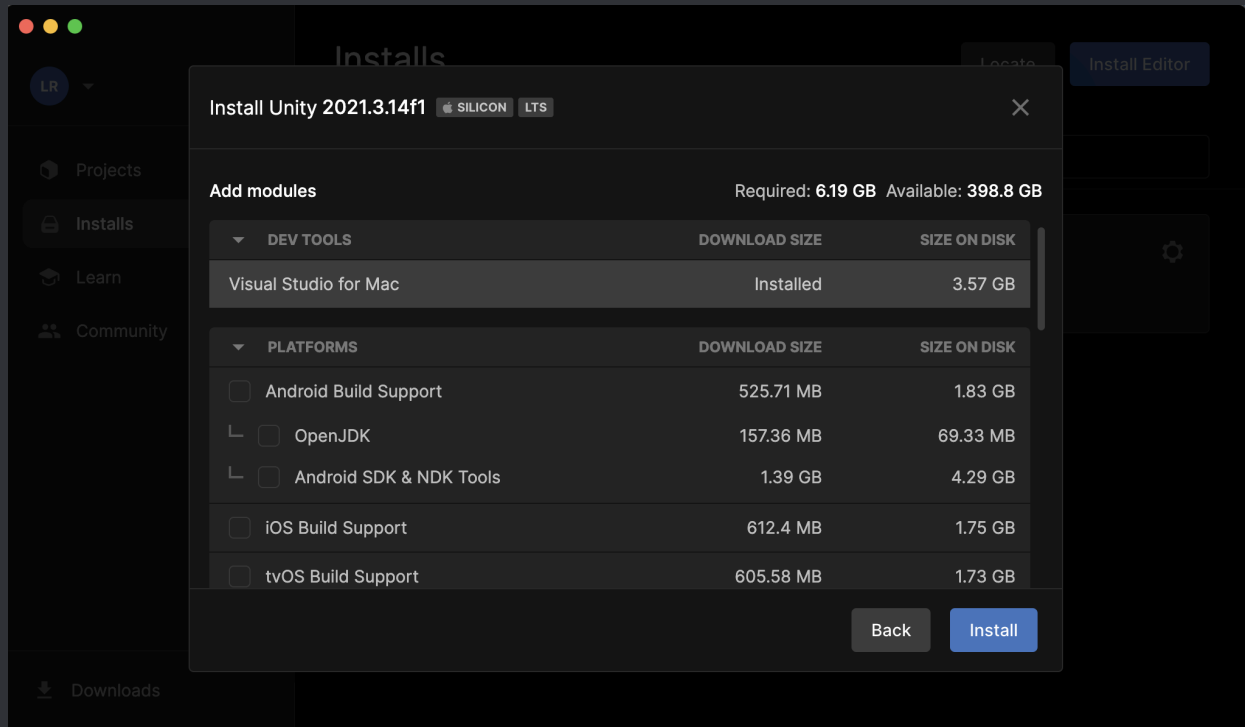 Installs
Locate
Install Editor
LR
Install Unity 2021.3.14f1 SILICON LTS
Projects
Installs
Learn
Community
Downloads
Add modules
Required: 6.19 GB Available: 398.8 GB
DEV TOOLS DOWNLOAD SIZE SIZE ON DISK
Visual Studio for Mac Installed 3.57 GB
PLATFORMS DOWNLOAD SIZE SIZE ON DISK
Android Build Support 525.71 MB 1.83 GB
OpenJDK 157.36 MB 69.33 MB
Android SDK & NDK Tools 1.39 GB 4.29 GB
iOS Build Support 612.4 MB 1.75 GB
tvOS Build Support 605.58 MB 1.73 GB
Back
Install